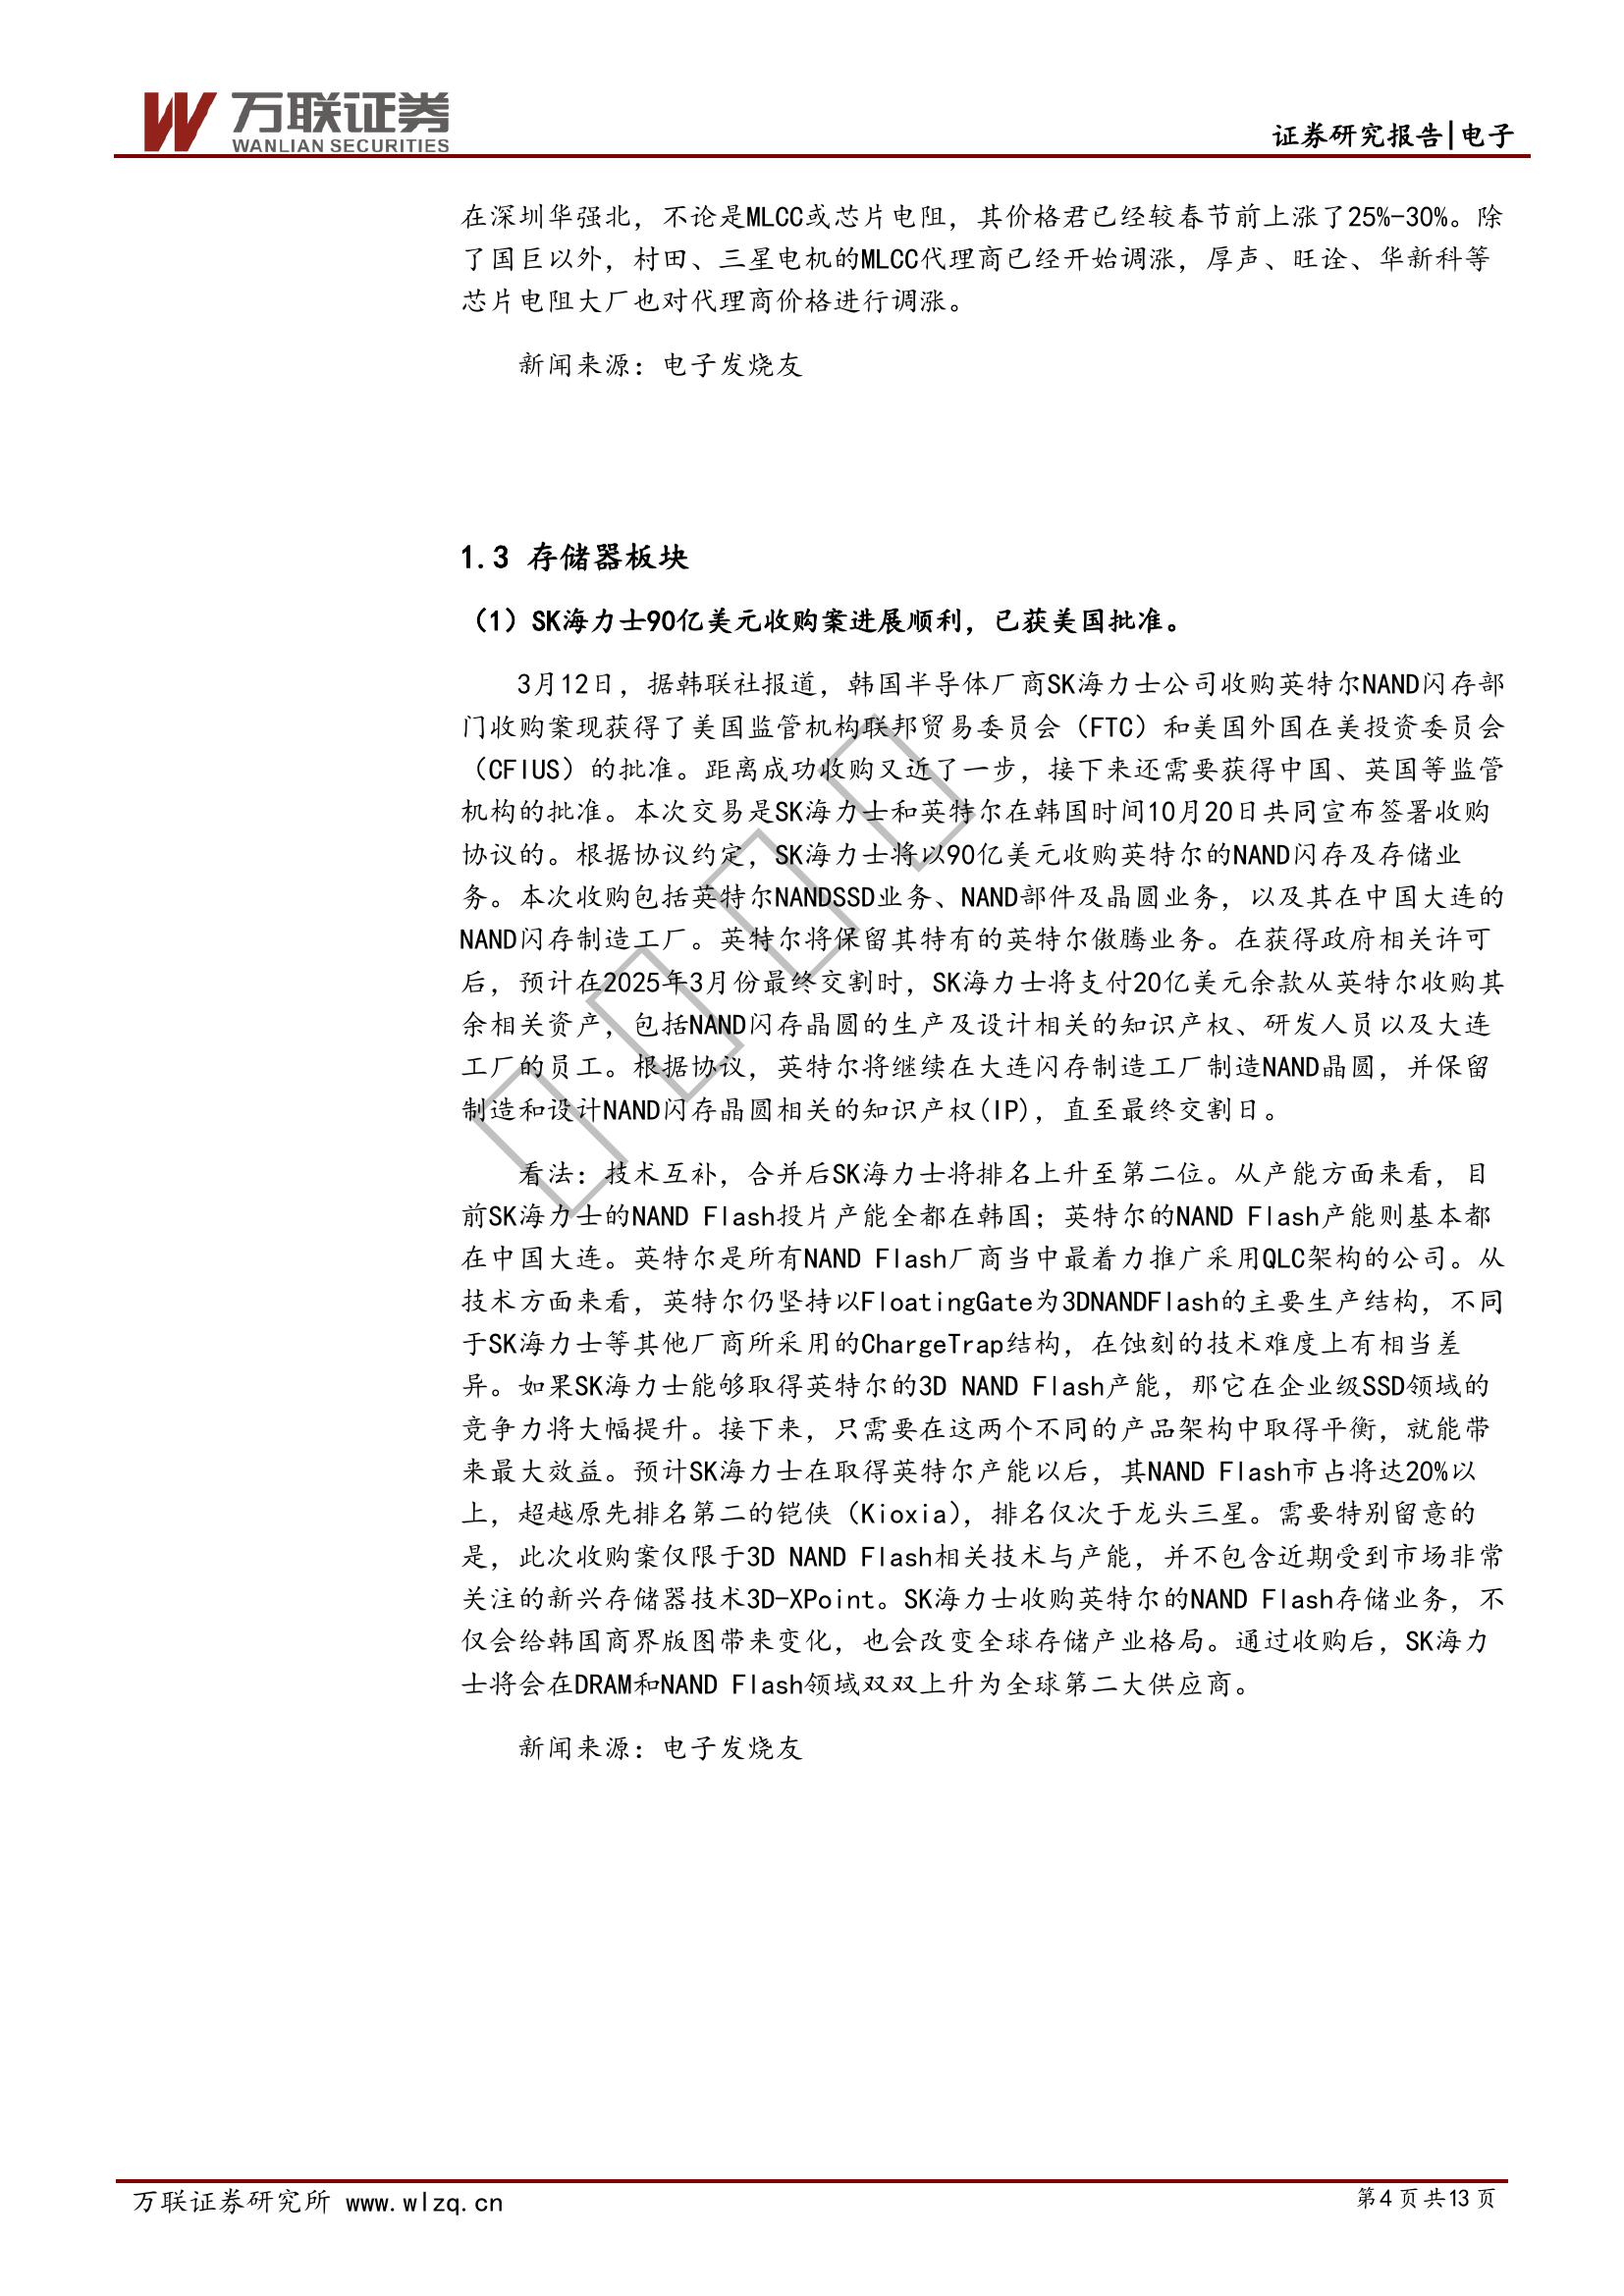 万联证券
WANLIAN SECURITIES
证券研究报告|电子
在深圳华强北，不论是MLCC或芯片电阻，其价格君已经较春节前上涨了25%-30%。除
了国巨以外，村田、三星电机的MLCC代理商已经开始调涨，厚声、旺诠、华新科等
芯片电阻大厂也对代理商价格进行调涨。
新闻来源：电子发烧友
1.3 存储器板块
（1）SK海力士90亿美元收购案进展顺利，已获美国批准。
3月12日，据韩联社报道，韩国半导体厂商SK海力士公司收购英特尔NAND闪存部
门收购案现获得了美国监管机构联邦贸易委员会（FTC）和美国外国在美投资委员会
（CFIUS）的批准。距离成功收购又近了一步，接下来还需要获得中国、英国等监管
机构的批准。本次交易是SK海力士和英特尔在韩国时间10月20日共同宣布签署收购
协议的。根据协议约定，SK海力士将以90亿美元收购英特尔的NAND闪存及存储业
务。本次收购包括英特尔NANDSSD业务、NAND部件及晶圆业务，以及其在中国大连的
NAND闪存制造工厂。英特尔将保留其特有的英特尔傲腾业务。在获得政府相关许可
后，预计在2025年3月份最终交割时，SK海力士将支付20亿美元余款从英特尔收购其
余相关资产，包括NAND闪存晶圆的生产及设计相关的知识产权、研发人员以及大连
工厂的员工。根据协议，英特尔将继续在大连闪存制造工厂制造NAND晶圆，并保留
制造和设计NAND闪存晶圆相关的知识产权(IP)，直至最终交割日。
看法：技术互补，合并后SK海力士将排名上升至第二位。从产能方面来看，目
前SK海力士的NAND Flash投片产能全都在韩国；英特尔的NAND Flash产能则基本都
在中国大连。英特尔是所有NAND Flash厂商当中最着力推广采用QLC架构的公司。从
技术方面来看，英特尔仍坚持以FloatingGate为3DNANDFlash的主要生产结构，不同
于SK海力士等其他厂商所采用的ChargeTrap结构，在蚀刻的技术难度上有相当差
异。如果SK海力士能够取得英特尔的3D NAND Flash产能，那它在企业级SSD领域的
竞争力将大幅提升。接下来，只需要在这两个不同的产品架构中取得平衡，就能带
来最大效益。预计SK海力士在取得英特尔产能以后，其NAND Flash市占将达20%以
上，超越原先排名第二的铠侠（Kioxia），排名仅次于龙头三星。需要特别留意的
是，此次收购案仅限于3D NAND Flash相关技术与产能，并不包含近期受到市场非常
关注的新兴存储器技术3D-XPoint。SK海力士收购英特尔的NAND Flash存储业务，不
仅会给韩国商界版图带来变化，也会改变全球存储产业格局。通过收购后，SK海力
士将会在DRAM和NAND Flash领域双双上升为全球第二大供应商。
新闻来源：电子发烧友
万联证券研究所 www.wlzq.cn
第4页共13页